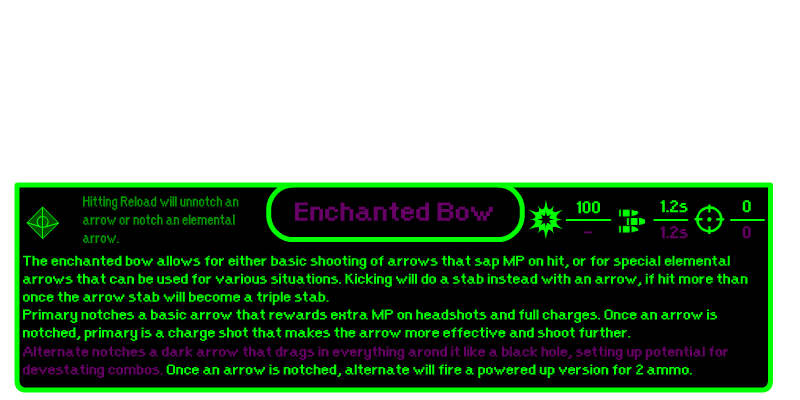 Hitting Reload will unnotch an
arrow or notch an elemental
arrow.
Enchanted Bow
100
-
1.2s
1.2s
0
0
The enchanted bow allows for either basic shooting of arrows that sap MP on hit, or for special elemental
arrows that can be used for various situations. Kicking will do a stab instead with an arrow, if hit more than
once the arrow stab will become a triple stab.
Primary notches a basic arrow that rewards extra MP on headshots and full charges. Once an arrow is
notched, primary is a charge shot that makes the arrow more effective and shoot further.
Alternate notches a dark arrow that drags in everything arond it like a black hole, setting up potential for
devestating combos. Once an arrow is notched, alternate will fire a powered up version for 2 ammo.